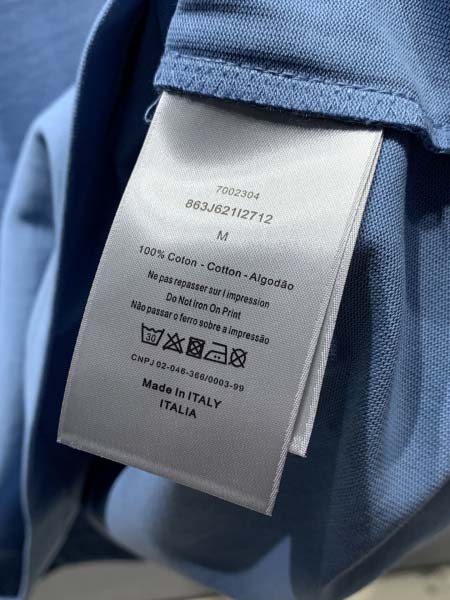 7002304
863J621I2712
M
100% Coton - Cotton - Algodão
Ne pas repasser sur l impression
Do Not Iron On Print
Não passar o ferro sobre a impressão
30
CNPJ 02-046-366/0003-99
Made In ITALY
ITALIA